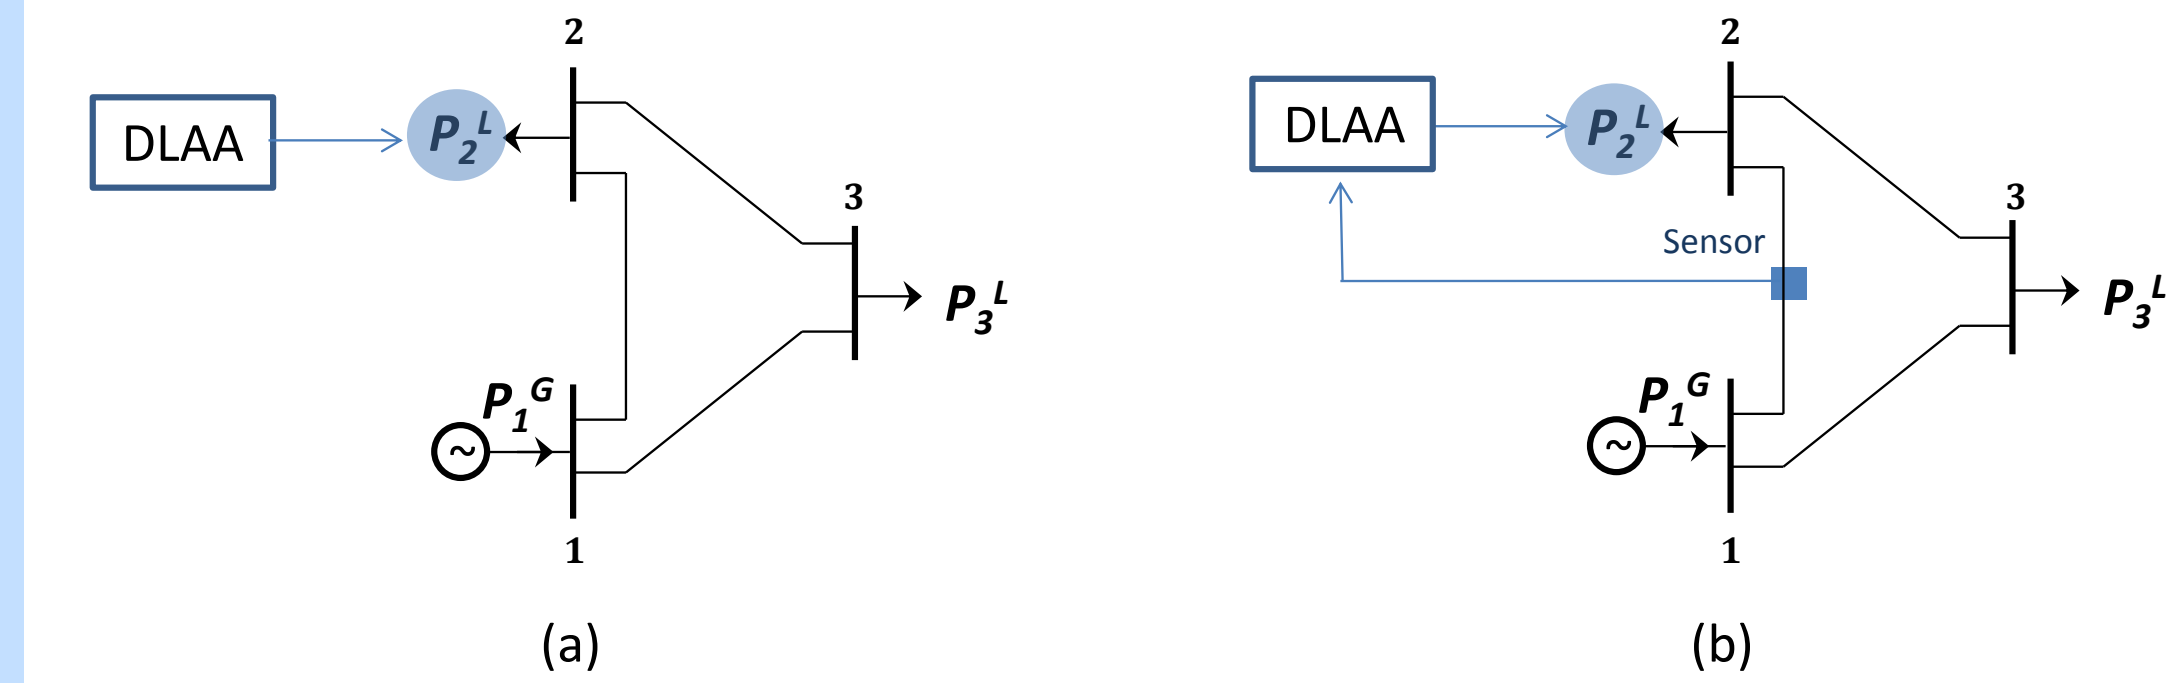 2
DLAA
P₂ᴸ
3
P₃ᴸ
P₁ᴳ
~
1
(a)
2
DLAA
P₂ᴸ
3
Sensor
P₃ᴸ
P₁ᴳ
~
1
(b)